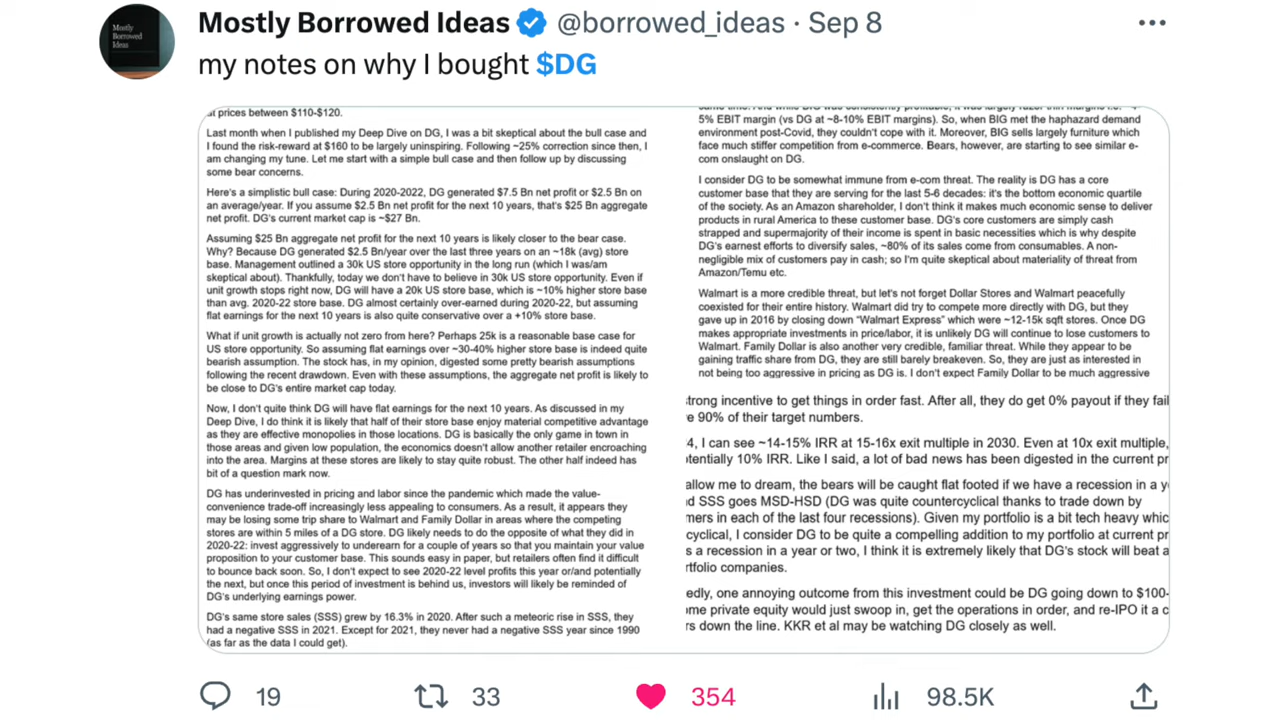 Mostly Borrowed Ideas @borrowed_ideas · Sep 8
my notes on why I bought $DG
at prices between $110-$120.
Last month when I published my Deep Dive on DG, I was a bit skeptical about the bull case and
I found the risk-reward at $160 to be largely uninspiring. Following ~25% correction since then, I
am changing my tune. Let me start with a simple bull case and then follow up by discussing
some bear concerns.
Here's a simplistic bull case: During 2020-2022, DG generated $7.5 Bn net profit or $2.5 Bn on
an average/year. If you assume $2.5 Bn net profit for the next 10 years, that's $25 Bn aggregate
net profit. DG's current market cap is ~$27 Bn.
Assuming $25 Bn aggregate net profit for the next 10 years is likely closer to the bear case.
Why? Because DG generated $2.5 Bn/year over the last three years on an ~18k (avg) store
base. Management outlined a 30k US store opportunity in the long run (which I was/am
skeptical about). Thankfully, today we don't have to believe in 30k US store opportunity. Even if
unit growth stops right now, DG will have a 20k US store base, which is ~10% higher store base
than avg. 2020-22 store base. DG almost certainly over-earned during 2020-22, but assuming
flat earnings for the next 10 years is also quite conservative over a +10% store base.
What if unit growth is actually not zero from here? Perhaps 25k is a reasonable base case for
US store opportunity. So assuming flat earnings over ~30-40% higher store base is indeed quite
bearish assumption. The stock has, in my opinion, digested some pretty bearish assumptions
following the recent drawdown. Even with these assumptions, the aggregate net profit is likely to
be close to DG's entire market cap today.
Now, I don't quite think DG will have flat earnings for the next 10 years. As discussed in my
Deep Dive, I do think it is likely that half of their store base enjoy material competitive advantage
as they are effective monopolies in those locations. DG is basically the only game in town in
those areas and given low population, the economics doesn't allow another retailer encroaching
into the area. Margins at these stores are likely to stay quite robust. The other half indeed has
bit of a question mark now.
DG has underinvested in pricing and labor since the pandemic which made the value-
convenience trade-off increasingly less appealing to consumers. As a result, it appears they
may be losing some trip share to Walmart and Family Dollar in areas where the competing
stores are within 5 miles of a DG store. DG likely needs to do the opposite of what they did in
2020-22: invest aggressively to underearn for a couple of years so that you maintain your value
proposition to your customer base. This sounds easy in paper, but retailers often find it difficult
to bounce back soon. So, I don't expect to see 2020-22 level profits this year or/and potentially
the next, but once this period of investment is behind us, investors will likely be reminded of
DG's underlying earnings power.
DG's same store sales (SSS) grew by 16.3% in 2020. After such a meteoric rise in SSS, they
had a negative SSS in 2021. Except for 2021, they never had a negative SSS year since 1990
(as far as the data I could get).
5% EBIT margin (vs DG at ~8-10% EBIT margins). So, when BIG met the haphazard demand
environment post-Covid, they couldn't cope with it. Moreover, BIG sells largely furniture which
face much stiffer competition from e-commerce. Bears, however, are starting to see similar e-
com onslaught on DG.
I consider DG to be somewhat immune from e-com threat. The reality is DG has a core
customer base that they are serving for the last 5-6 decades: it's the bottom economic quartile
of the society. As an Amazon shareholder, I don't think it makes much economic sense to deliver
products in rural America to these customer base. DG's core customers are simply cash
strapped and supermajority of their income is spent in basic necessities which is why despite
DG's earnest efforts to diversify sales, ~80% of its sales come from consumables. A non-
negligible mix of customers pay in cash; so I'm quite skeptical about materiality of threat from
Amazon/Temu etc.
Walmart is a more credible threat, but let's not forget Dollar Stores and Walmart peacefully
coexisted for their entire history. Walmart did try to compete more directly with DG, but they
gave up in 2016 by closing down "Walmart Express" which were ~12-15k sqft stores. Once DG
makes appropriate investments in price/labor, it is unlikely DG will continue to lose customers to
Walmart. Family Dollar is also another very credible, familiar threat. While they appear to be
gaining traffic share from DG, they are still barely breakeven. So, they are just as interested in
not being too aggressive in pricing as DG is. I don't expect Family Dollar to be much aggressive
strong incentive to get things in order fast. After all, they do get 0% payout if they fail
e 90% of their target numbers.
4, I can see ~14-15% IRR at 15-16x exit multiple in 2030. Even at 10x exit multiple,
otentially 10% IRR. Like I said, a lot of bad news has been digested in the current pr
allow me to dream, the bears will be caught flat footed if we have a recession in a y
d SSS goes MSD-HSD (DG was quite countercyclical thanks to trade down by
mers in each of the last four recessions). Given my portfolio is a bit tech heavy whic
cyclical, I consider DG to be quite a compelling addition to my portfolio at current pr
s a recession in a year or two, I think it is extremely likely that DG's stock will beat a
rtfolio companies.
edly, one annoying outcome from this investment could be DG going down to $100-
me private equity would just swoop in, get the operations in order, and re-IPO it a c
rs down the line. KKR et al may be watching DG closely as well.
19 33 354 98.5K